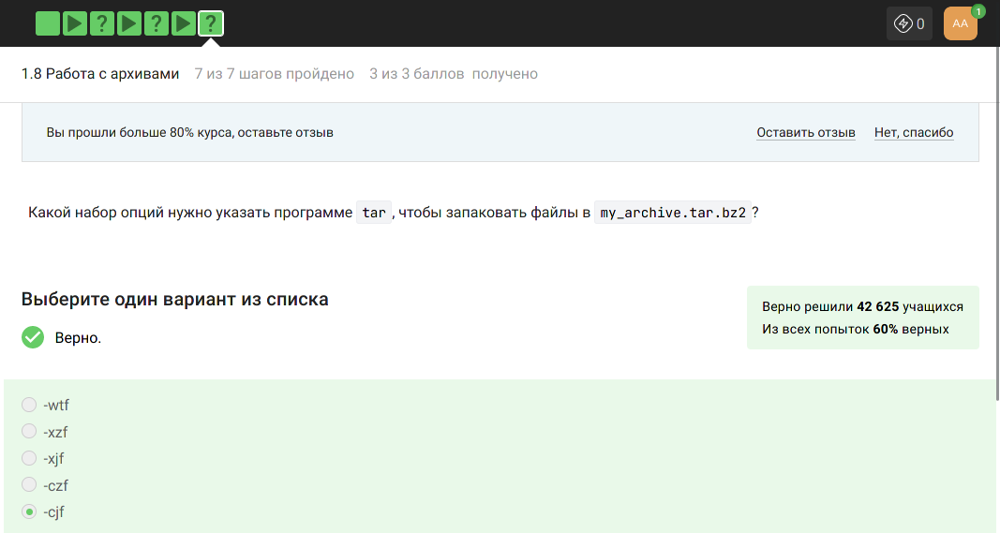 ? ? ?
0
AA
1
1.8 Работа с архивами 7 из 7 шагов пройдено 3 из 3 баллов получено
Вы прошли больше 80% курса, оставьте отзыв Оставить отзыв Нет, спасибо
Какой набор опций нужно указать программе tar, чтобы запаковать файлы в my_archive.tar.bz2?
Выберите один вариант из списка
Верно.
Верно решили 42 625 учащихся
Из всех попыток 60% верных
-wtf
-xzf
-xjf
-czf
-cjf